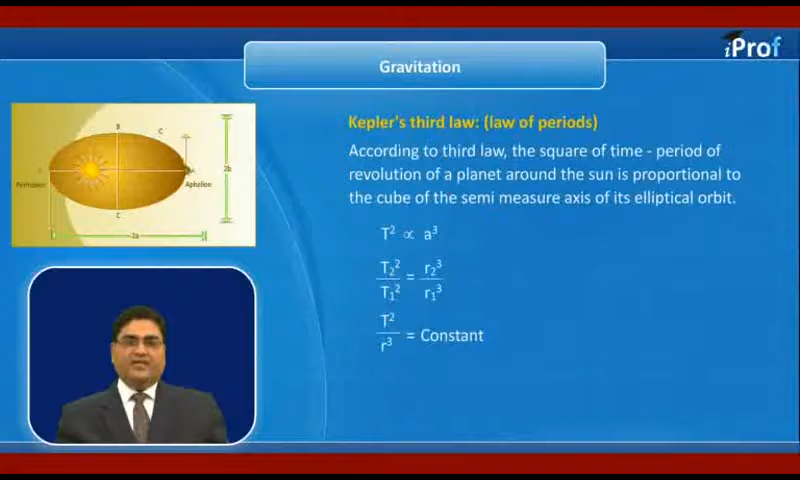 iProf
Gravitation
Kepler's third law: (law of periods)
According to third law, the square of time - period of
revolution of a planet around the sun is proportional to
the cube of the semi measure axis of its elliptical orbit.
T² ∝ a³
T₂²/T₁² = r₂³/r₁³
T²/r³ = Constant
B
C
A
Perihelion
Aphelion
2b
C
2a